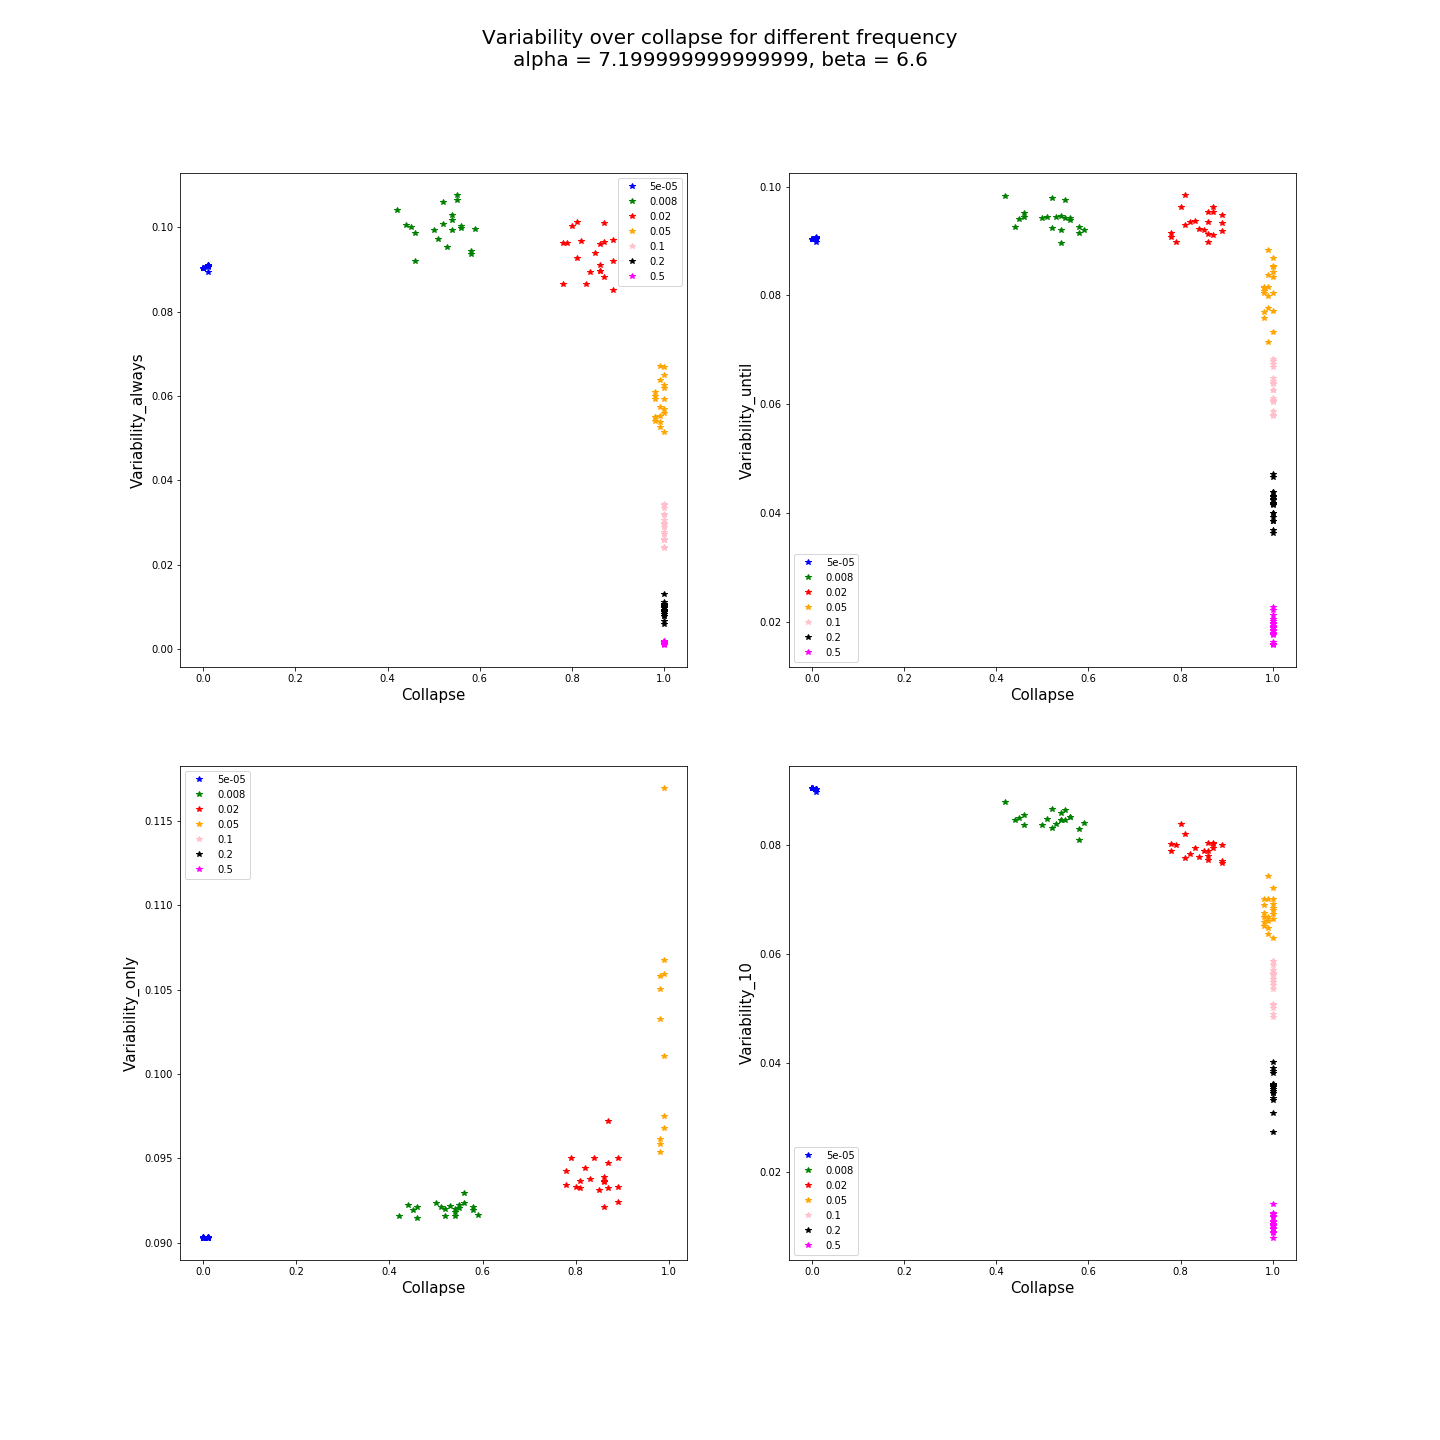 Variability over collapse for different frequency
alpha = 7.199999999999999, beta = 6.6
Variability_always
0.10
0.08
0.06
0.04
0.02
0.00
5e-05
0.008
0.02
0.05
0.1
0.2
0.5
0.0 0.2 0.4 0.6 0.8 1.0
Collapse
Variability_until
0.10
0.08
0.06
0.04
0.02
5e-05
0.008
0.02
0.05
0.1
0.2
0.5
0.0 0.2 0.4 0.6 0.8 1.0
Collapse
Variability_only
0.115
0.110
0.105
0.100
0.095
0.090
5e-05
0.008
0.02
0.05
0.1
0.2
0.5
0.0 0.2 0.4 0.6 0.8 1.0
Collapse
Variability_10
0.08
0.06
0.04
0.02
5e-05
0.008
0.02
0.05
0.1
0.2
0.5
0.0 0.2 0.4 0.6 0.8 1.0
Collapse